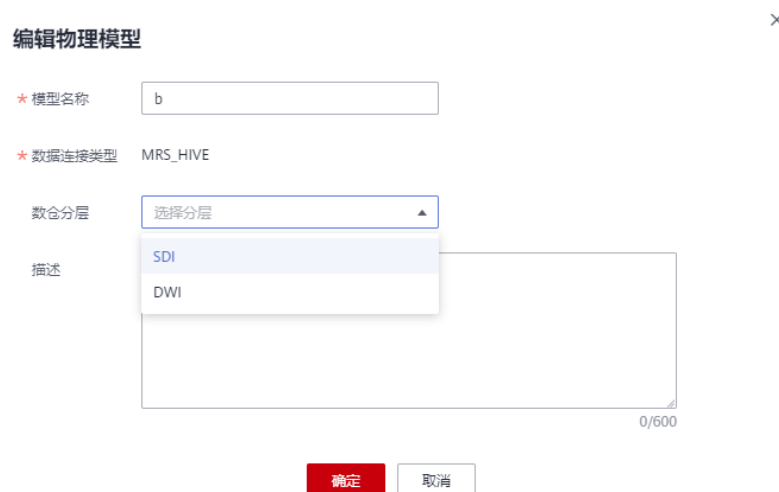 编辑物理模型
* 模型名称 b
* 数据连接类型 MRS_HIVE
数仓分层 选择分层
SDI
描述
DWI
0/600
确定 取消